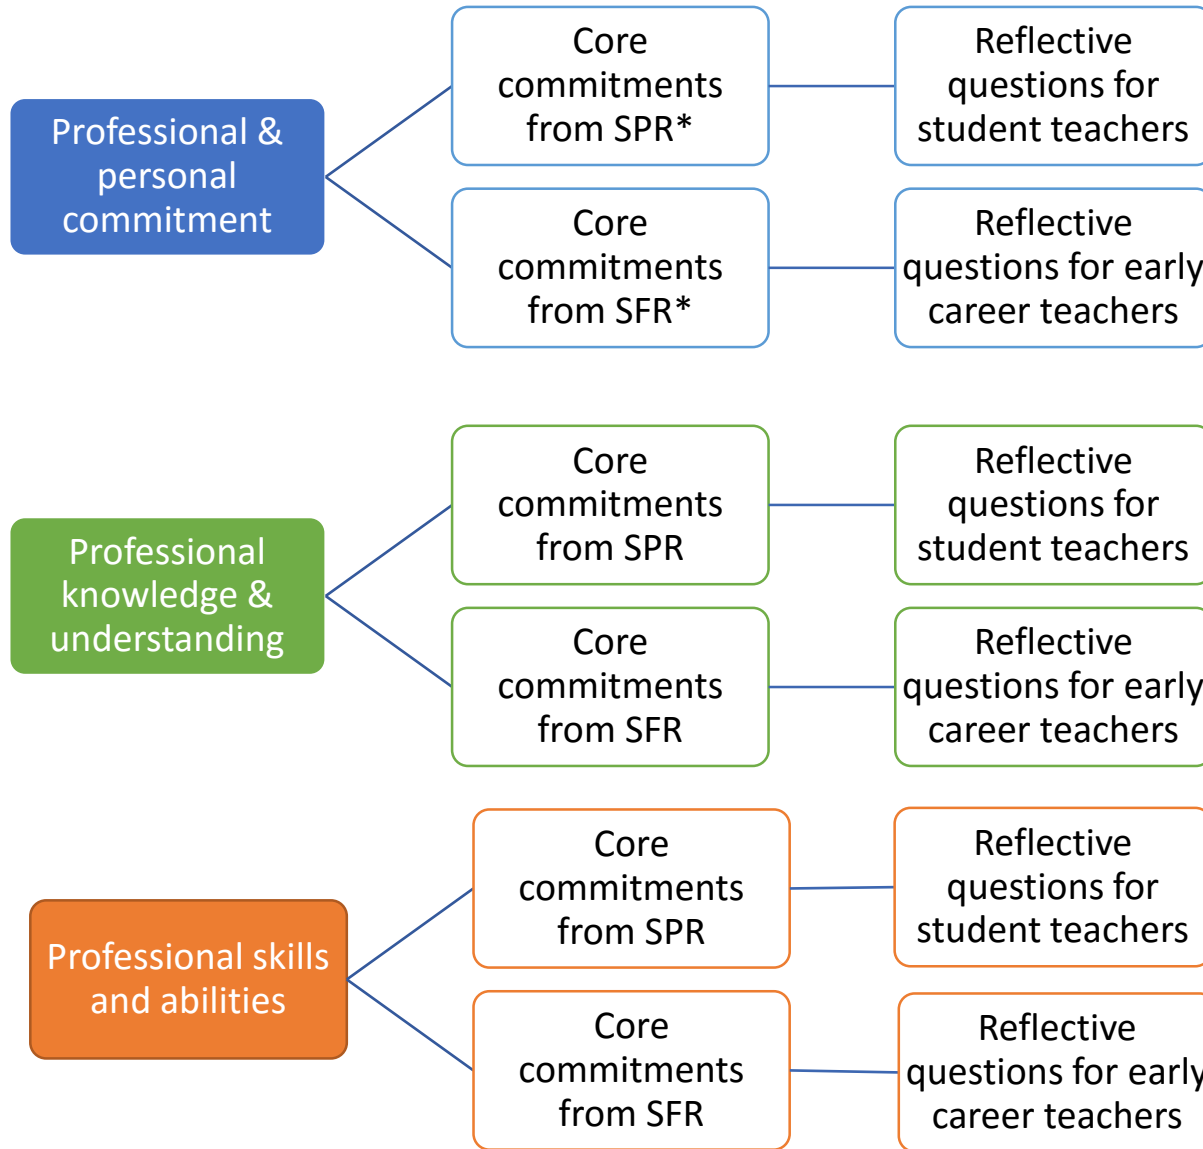 Professional &
personal
commitment
Core
commitments
from SPR*
Reflective
questions for
student teachers
Core
commitments
from SFR*
Reflective
questions for early
career teachers
Professional
knowledge &
understanding
Core
commitments
from SPR
Reflective
questions for
student teachers
Core
commitments
from SFR
Reflective
questions for early
career teachers
Professional skills
and abilities
Core
commitments
from SPR
Reflective
questions for
student teachers
Core
commitments
from SFR
Reflective
questions for early
career teachers